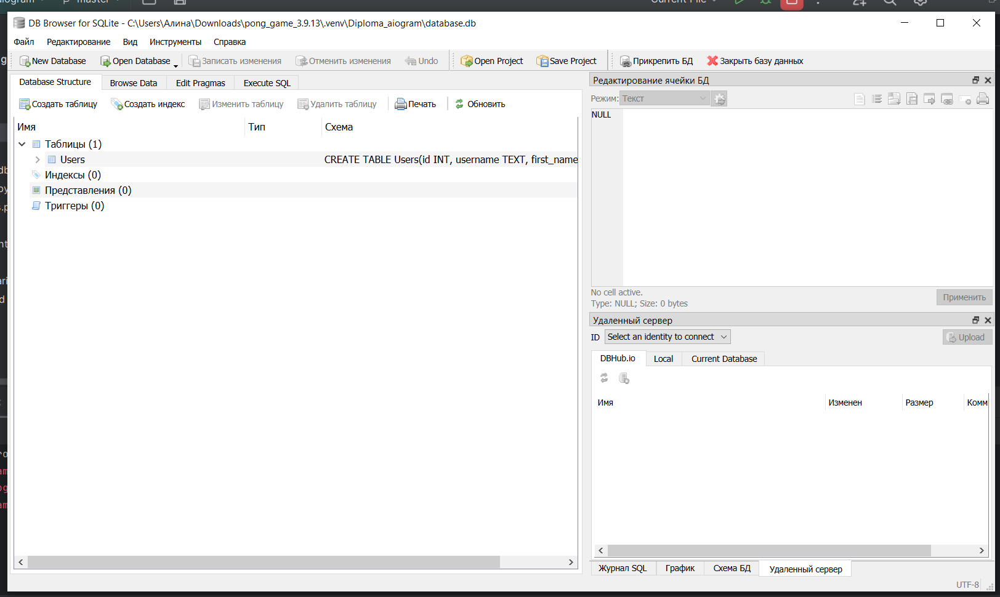 aiogram
master
Current File
DB Browser for SQLite - C:\Users\Алина\Downloads\pong_game_3.9.13\.venv\Diploma_aiogram\database.db
Файл Редактирование Вид Инструменты Справка
New Database Open Database Записать изменения Отменить изменения Undo Open Project Save Project Прикрепить БД Закрыть базу данных
Database Structure Browse Data Edit Pragmas Execute SQL
Создать таблицу Создать индекс Изменить таблицу Удалить таблицу Печать Обновить
Имя Тип Схема
Таблицы (1)
Users CREATE TABLE Users(id INT, username TEXT, first_name
Индексы (0)
Представления (0)
Триггеры (0)
Редактирование ячейки БД
Режим: Текст
NULL
No cell active.
Type: NULL; Size: 0 bytes
Применить
Удаленный сервер
ID Select an identity to connect Upload
DBHub.io Local Current Database
Имя Изменен Размер Комм
Журнал SQL График Схема БД Удаленный сервер
UTF-8